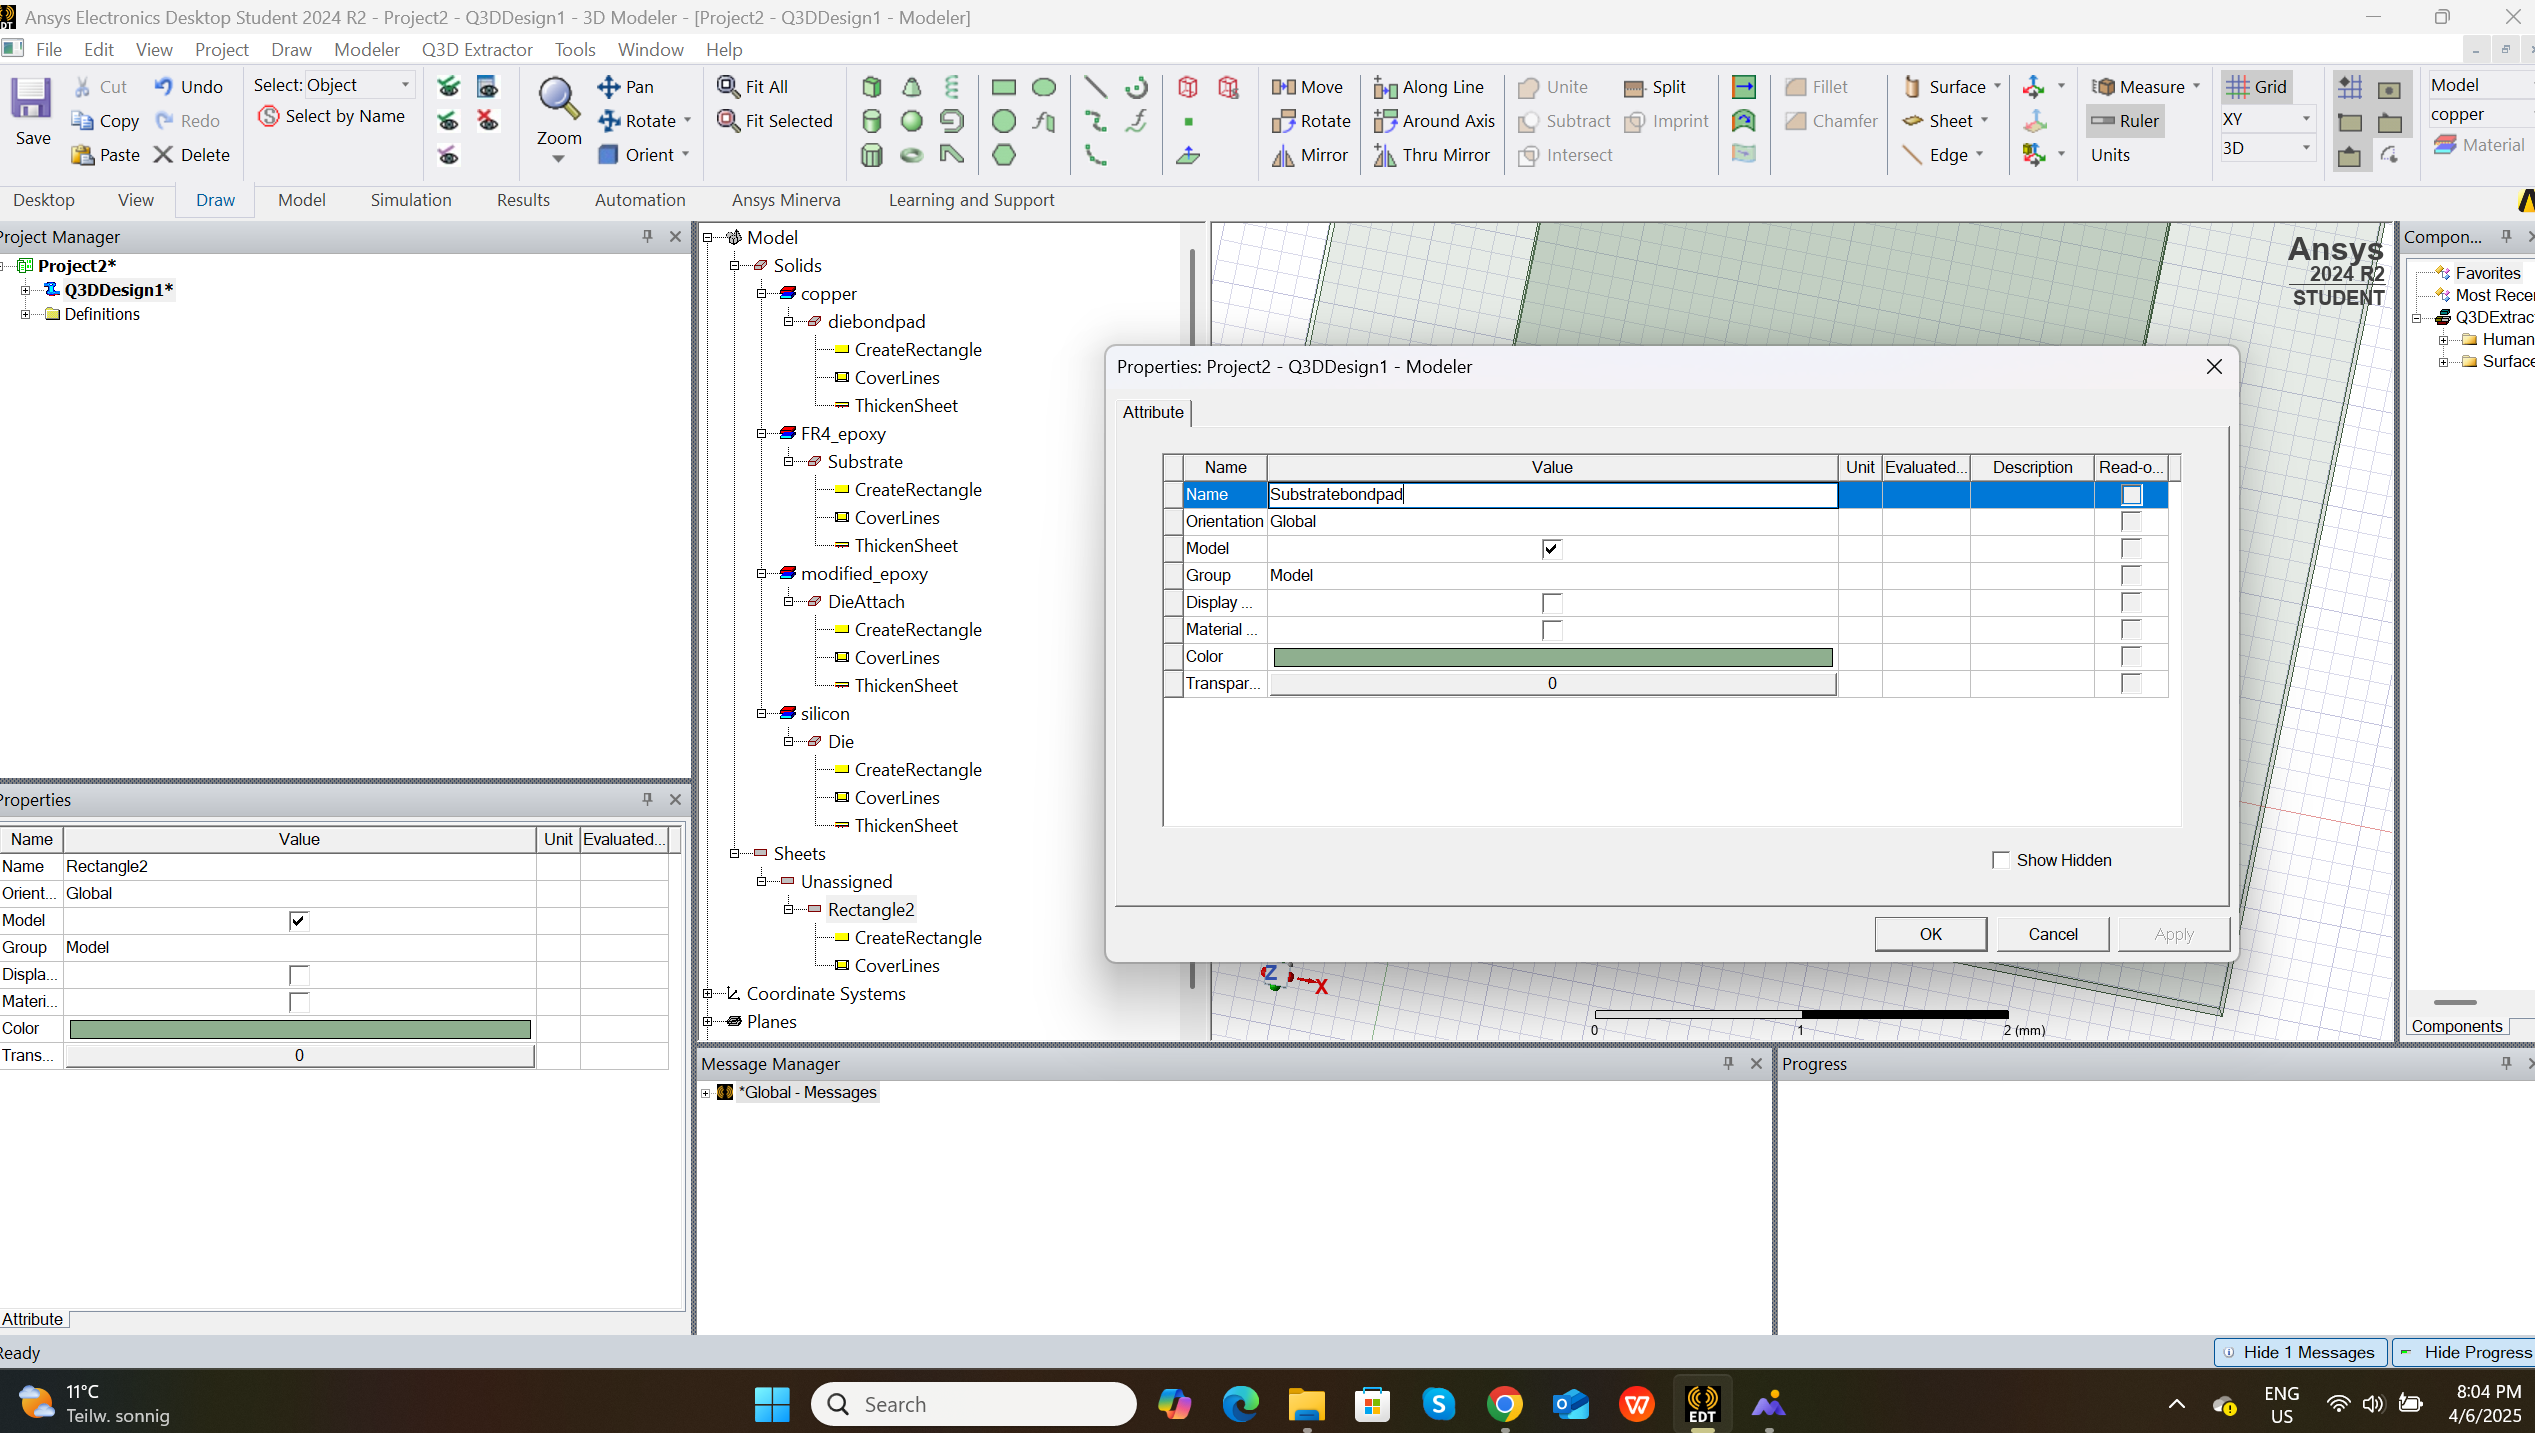 Ansys Electronics Desktop Student 2024 R2 - Project2 - Q3DDesign1 - 3D Modeler - [Project2 - Q3DDesign1 - Modeler]
File Edit View Project Draw Modeler Q3D Extractor Tools Window Help
Save
Cut
Copy
Paste
Undo
Redo
Delete
Select: Object
Select by Name
Zoom
Pan
Rotate
Orient
Fit All
Fit Selected
Move
Rotate
Mirror
Along Line
Around Axis
Thru Mirror
Unite
Subtract
Intersect
Split
Imprint
Fillet
Chamfer
Surface
Sheet
Edge
Measure
Ruler
Units
Grid
XY
3D
Model
copper
Material
Desktop View Draw Model Simulation Results Automation Ansys Minerva Learning and Support
Project Manager
Project2*
Q3DDesign1*
Definitions
Model
Solids
copper
diebondpad
CreateRectangle
CoverLines
ThickenSheet
FR4_epoxy
Substrate
CreateRectangle
CoverLines
ThickenSheet
modified_epoxy
DieAttach
CreateRectangle
CoverLines
ThickenSheet
silicon
Die
CreateRectangle
CoverLines
ThickenSheet
Sheets
Unassigned
Rectangle2
CreateRectangle
CoverLines
Coordinate Systems
Planes
Ansys
2024 R2
STUDENT
Z
X
0 1 2 (mm)
Compon...
Favorites
Most Recen
Q3DExtrac
Human
Surface
Components
Properties: Project2 - Q3DDesign1 - Modeler
Attribute
Name Value Unit Evaluated... Description Read-o...
Name Substratebondpad
Orientation Global
Model
Group Model
Display ...
Material ...
Color
Transpar... 0
Show Hidden
OK Cancel Apply
Properties
Name Value Unit Evaluated...
Name Rectangle2
Orient... Global
Model
Group Model
Displa...
Materi...
Color
Trans... 0
Attribute
Message Manager
*Global - Messages
Progress
Ready
Hide 1 Messages Hide Progress
11°C
Teilw. sonnig
Search
EDT
ENG
US
8:04 PM
4/6/2025